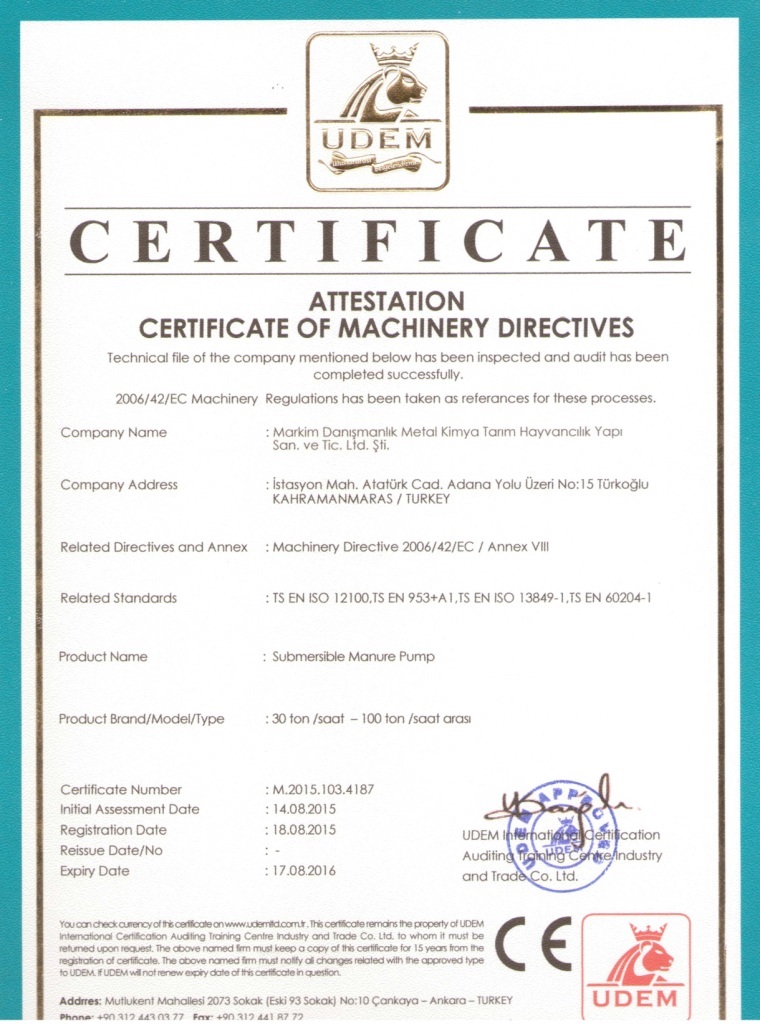 UDEM
CERTIFICATE
ATTESTATION
CERTIFICATE OF MACHINERY DIRECTIVES
Technical file of the company mentioned below has been inspected and audit has been
completed successfully.
2006/42/EC Machinery Regulations has been taken as referances for these processes.
Company Name : Markim Danışmanlık Metal Kimya Tarım Hayvancılık Yapı
San. ve Tic. Ltd. Şti.
Company Address : İstasyon Mah. Atatürk Cad. Adana Yolu Üzeri No:15 Türkoğlu
KAHRAMANMARAS / TURKEY
Related Directives and Annex : Machinery Directive 2006/42/EC / Annex VIII
Related Standards : TS EN ISO 12100,TS EN 953+A1,TS EN ISO 13849-1,TS EN 60204-1
Product Name : Submersible Manure Pump
Product Brand/Model/Type : 30 ton /saat – 100 ton /saat arası
Certificate Number : M.2015.103.4187
Initial Assessment Date : 14.08.2015
Registration Date : 18.08.2015
Reissue Date/No : -
Expiry Date : 17.08.2016
UDEM APPROVED
UDEM
UDEM International Certification
Auditing Training Centre Industry
and Trade Co. Ltd.
You can check currency of this certificate on www.udemltd.com.tr. This certificate remains the property of UDEM
International Certification Auditing Training Centre Industry and Trade Co. Ltd. to whom it must be
returned upon request. The above named firm must keep a copy of this certificate for 15 years from the
registration of certificate. The above named firm must notify all changes related with the approved type
to UDEM. If UDEM will not renew expiry date of this certificate in question.
CE
UDEM
Addres: Mutlukent Mahallesi 2073 Sokak (Eski 93 Sokak) No:10 Çankaya – Ankara – TURKEY
Phone: +90 312 443 03 77 Fax: +90 312 441 87 72